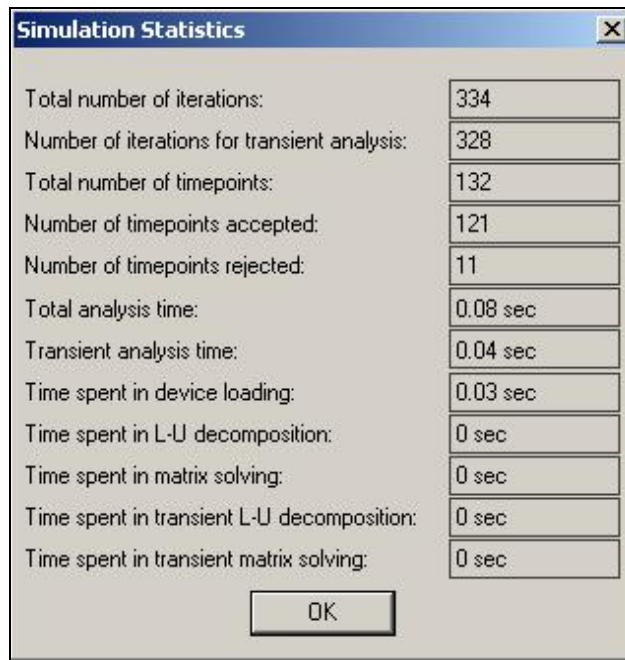 Simulation Statistics
Total number of iterations: 334
Number of iterations for transient analysis: 328
Total number of timepoints: 132
Number of timepoints accepted: 121
Number of timepoints rejected: 11
Total analysis time: 0.08 sec
Transient analysis time: 0.04 sec
Time spent in device loading: 0.03 sec
Time spent in L-U decomposition: 0 sec
Time spent in matrix solving: 0 sec
Time spent in transient L-U decomposition: 0 sec
Time spent in transient matrix solving: 0 sec
OK